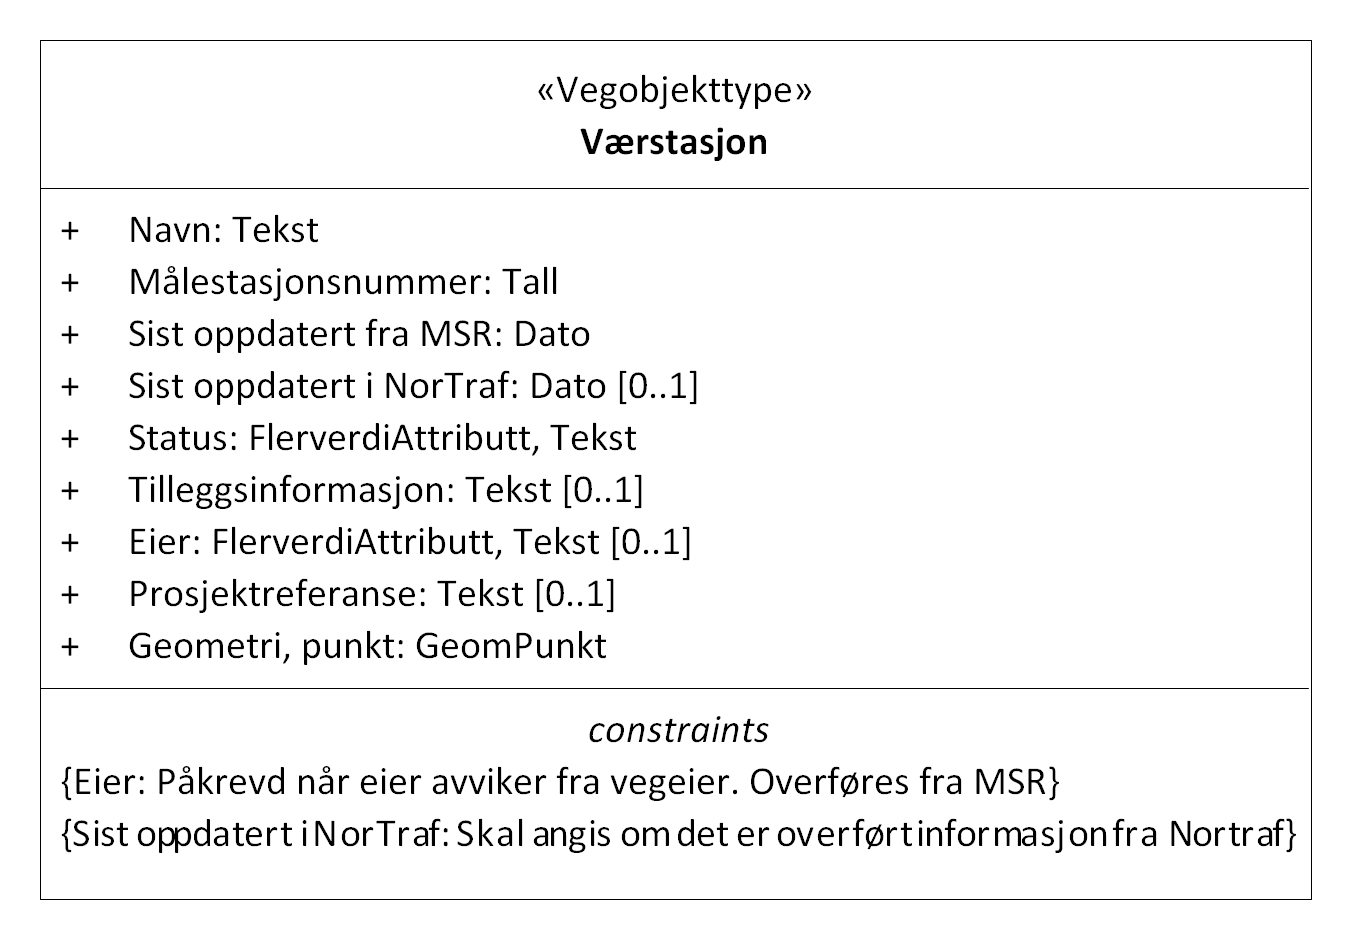 «Vegobjekttype»
Værstasjon
+ Navn: Tekst
+ Målestasjonsnummer: Tall
+ Sist oppdatert fra MSR: Dato
+ Sist oppdatert i NorTraf: Dato [0..1]
+ Status: FlerverdiAttributt, Tekst
+ Tilleggsinformasjon: Tekst [0..1]
+ Eier: FlerverdiAttributt, Tekst [0..1]
+ Prosjektreferanse: Tekst [0..1]
+ Geometri, punkt: GeomPunkt
constraints
{Eier: Påkrevd når eier avviker fra vegeier. Overføres fra MSR}
{Sist oppdatert i NorTraf: Skal angis om det er overført informasjon fra Nortraf}